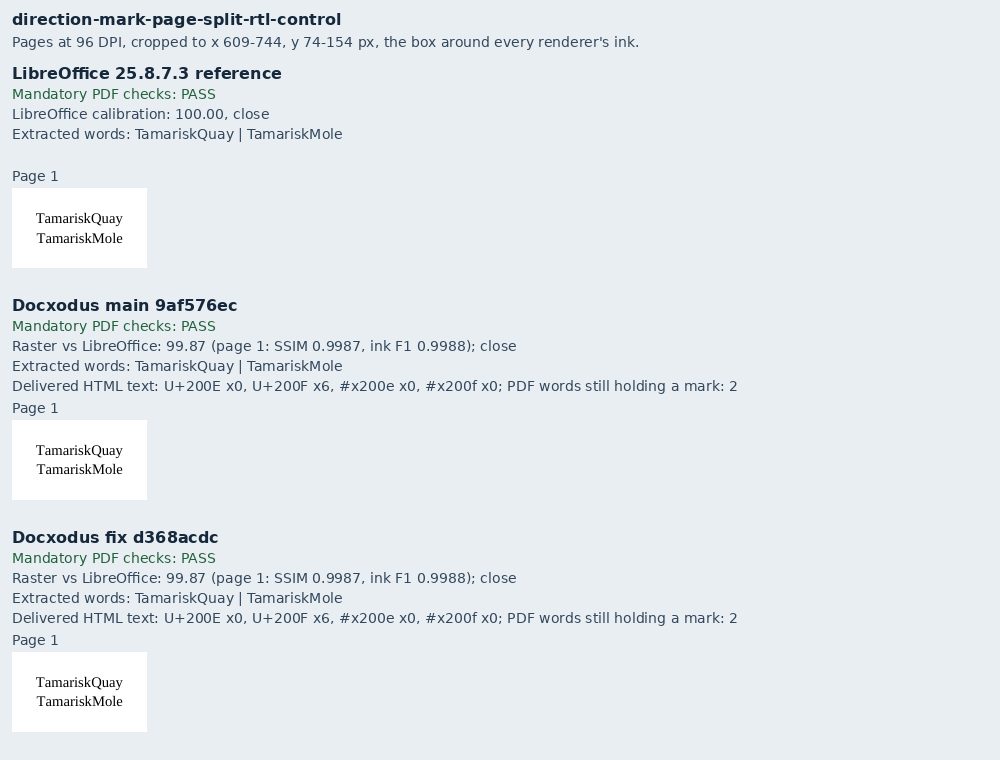 direction-mark-page-split-rtl-control
Pages at 96 DPI, cropped to x 609-744, y 74-154 px, the box around every renderer's ink.
LibreOffice 25.8.7.3 reference
Mandatory PDF checks: PASS
LibreOffice calibration: 100.00, close
Extracted words: TamariskQuay | TamariskMole
Page 1
TamariskQuay
TamariskMole
Docxodus main 9af576ec
Mandatory PDF checks: PASS
Raster vs LibreOffice: 99.87 (page 1: SSIM 0.9987, ink F1 0.9988); close
Extracted words: TamariskQuay | TamariskMole
Delivered HTML text: U+200E x0, U+200F x6, #x200e x0, #x200f x0; PDF words still holding a mark: 2
Page 1
TamariskQuay
TamariskMole
Docxodus fix d368acdc
Mandatory PDF checks: PASS
Raster vs LibreOffice: 99.87 (page 1: SSIM 0.9987, ink F1 0.9988); close
Extracted words: TamariskQuay | TamariskMole
Delivered HTML text: U+200E x0, U+200F x6, #x200e x0, #x200f x0; PDF words still holding a mark: 2
Page 1
TamariskQuay
TamariskMole